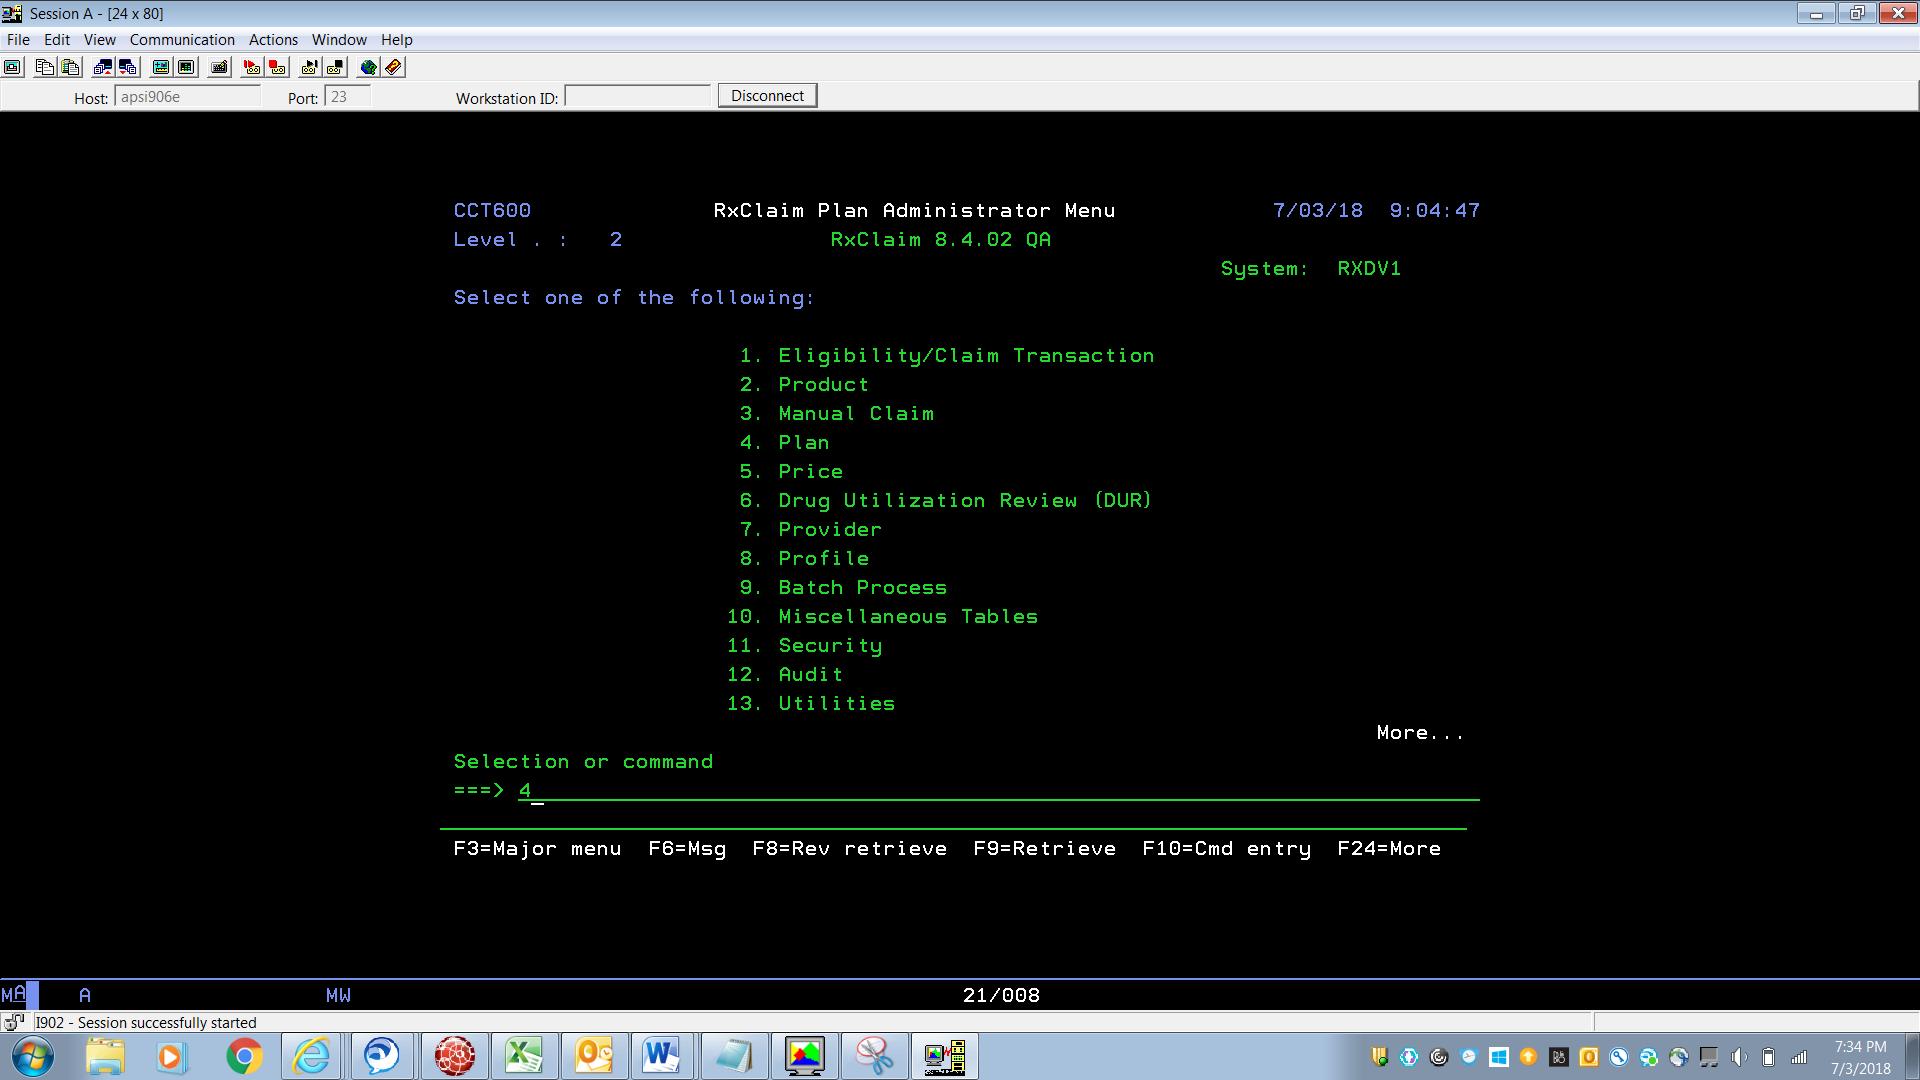 Session A - [24 x 80]
File Edit View Communication Actions Window Help
Host: apsi906e Port: 23 Workstation ID: Disconnect
CCT600 RxClaim Plan Administrator Menu 7/03/18 9:04:47
Level . : 2 RxClaim 8.4.02 QA
System: RXDV1
Select one of the following:
1. Eligibility/Claim Transaction
2. Product
3. Manual Claim
4. Plan
5. Price
6. Drug Utilization Review (DUR)
7. Provider
8. Profile
9. Batch Process
10. Miscellaneous Tables
11. Security
12. Audit
13. Utilities
More...
Selection or command
===> 4
F3=Major menu F6=Msg F8=Rev retrieve F9=Retrieve F10=Cmd entry F24=More
MA A MW 21/008
I902 - Session successfully started
7:34 PM
7/3/2018